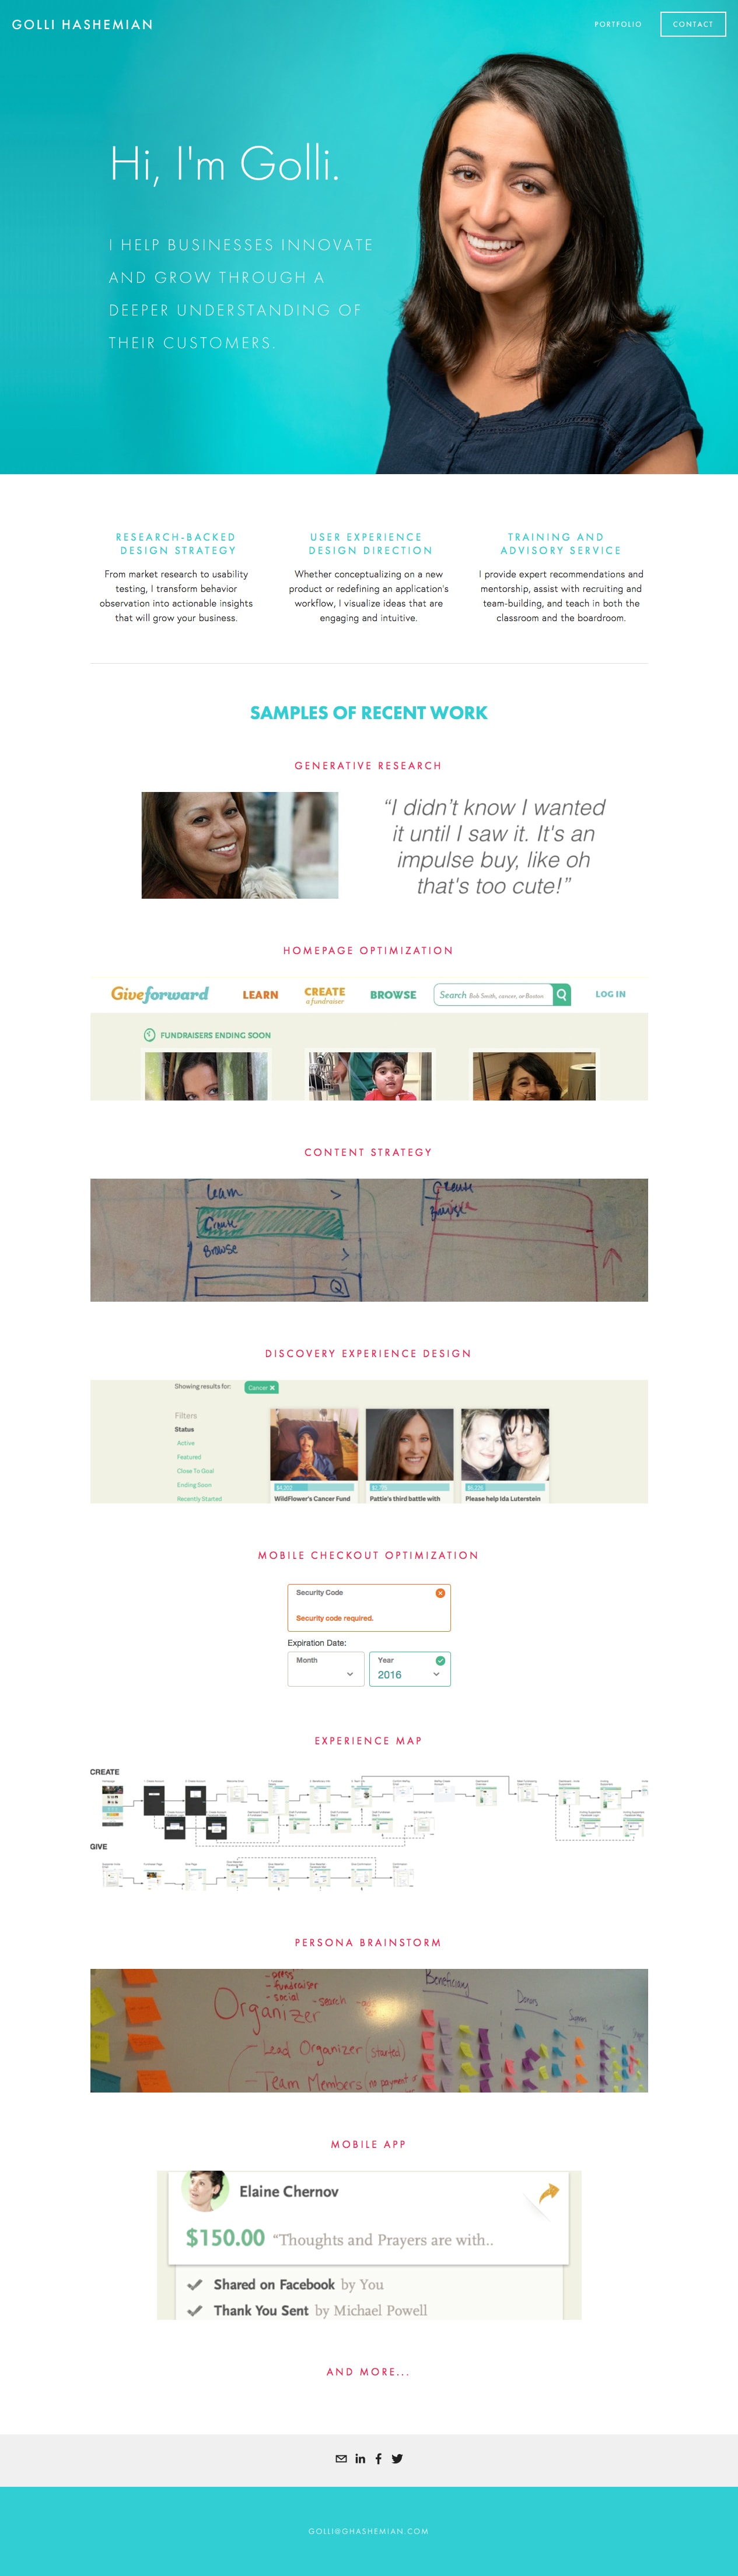 GOLLI HASHEMIAN
PORTFOLIO
CONTACT
Hi, I'm Golli.
I HELP BUSINESSES INNOVATE
AND GROW THROUGH A
DEEPER UNDERSTANDING OF
THEIR CUSTOMERS.
RESEARCH-BACKED
DESIGN STRATEGY
From market research to usability
testing, I transform behavior
observation into actionable insights
that will grow your business.
USER EXPERIENCE
DESIGN DIRECTION
Whether conceptualizing on a new
product or redefining an application's
workflow, I visualize ideas that are
engaging and intuitive.
TRAINING AND
ADVISORY SERVICE
I provide expert recommendations and
mentorship, assist with recruiting and
team-building, and teach in both the
classroom and the boardroom.
SAMPLES OF RECENT WORK
GENERATIVE RESEARCH
“I didn’t know I wanted
it until I saw it. It's an
impulse buy, like oh
that's too cute!”
HOMEPAGE OPTIMIZATION
Giveforward
LEARN
CREATE
a fundraiser
BROWSE
Search Bob Smith, cancer, or Boston
LOG IN
FUNDRAISERS ENDING SOON
CONTENT STRATEGY
Learn
Create
Browse
Create
DISCOVERY EXPERIENCE DESIGN
Showing results for:
Cancer
Filters
Status
Active
Featured
Close To Goal
Ending Soon
Recently Started
WildFlower's Cancer Fund
Pattie's third battle with
Please help Ida Luterstein
MOBILE CHECKOUT OPTIMIZATION
Security Code
Security code required.
Expiration Date:
Month
Year
2016
EXPERIENCE MAP
CREATE
GIVE
PERSONA BRAINSTORM
- press
- fundraiser
- social
- search
Organizer
- Lead Organizer (started)
- Team Members (no payment or
Beneficiary
Donors
MOBILE APP
Elaine Chernov
$150.00 “Thoughts and Prayers are with..
Shared on Facebook by You
Thank You Sent by Michael Powell
AND MORE...
GOLLI@GHASHEMIAN.COM